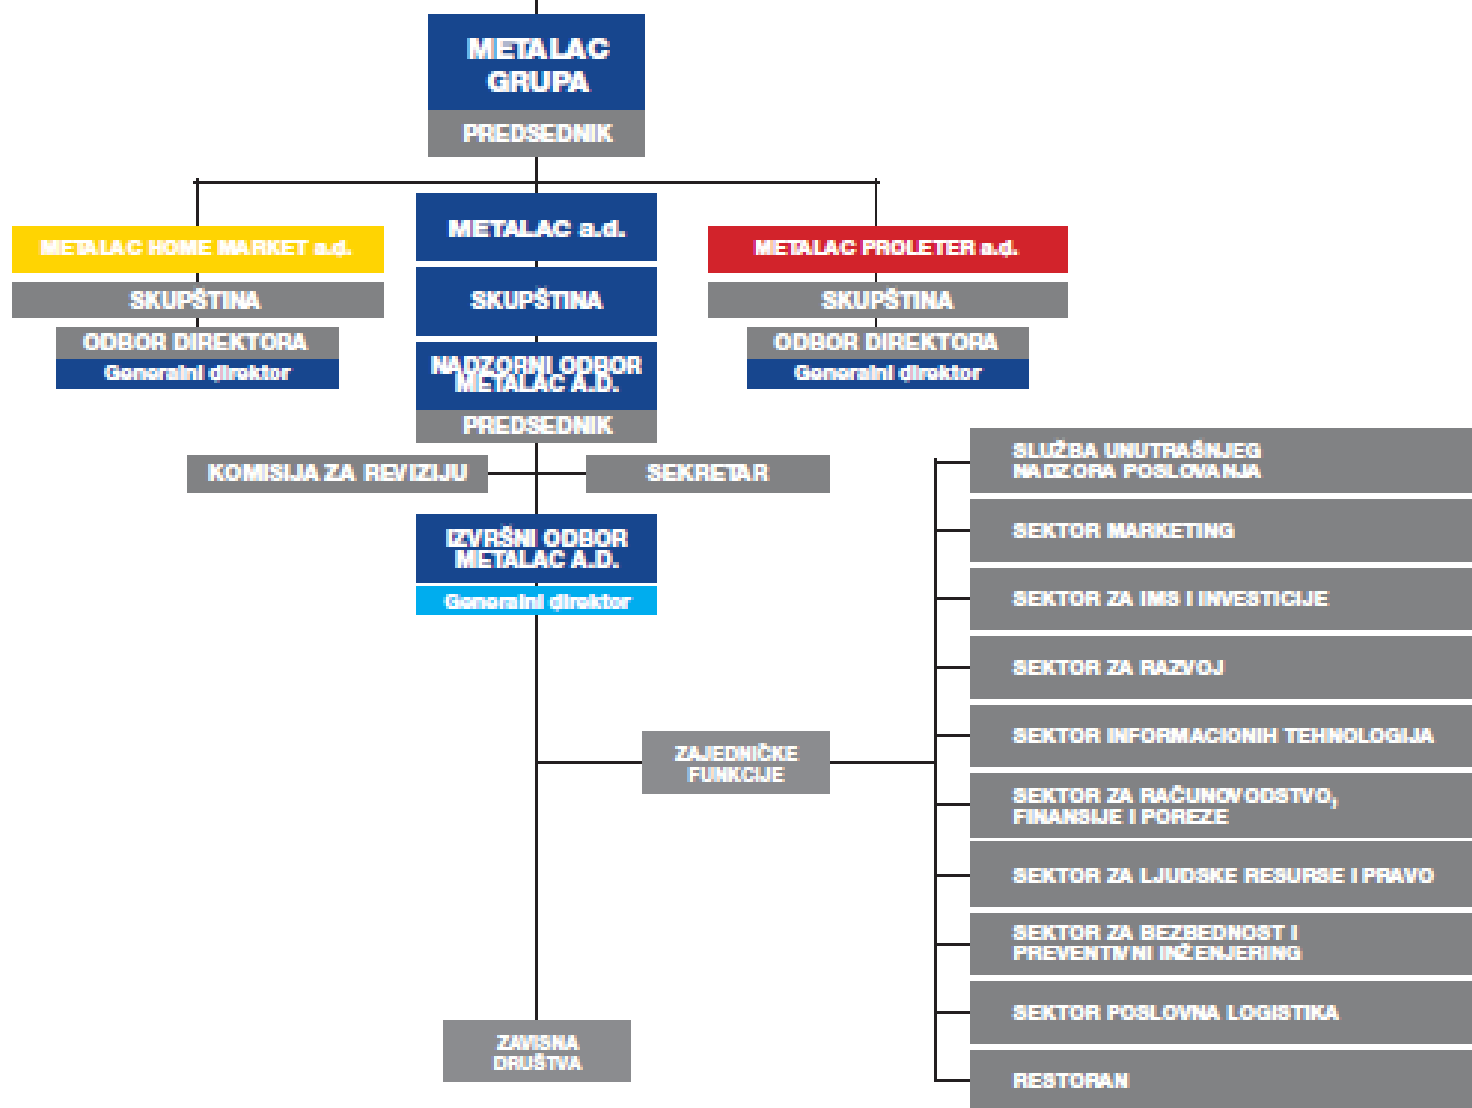 METALAC
GRUPA
PREDSEDNIK
METALAC HOME MARKET a.d.
SKUPŠTINA
ODBOR DIREKTORA
Generalni direktor
METALAC a.d.
SKUPŠTINA
NADZORNI ODBOR
METALAC A.D.
PREDSEDNIK
METALAC PROLETER a.d.
SKUPŠTINA
ODBOR DIREKTORA
Generalni direktor
KOMISIJA ZA REVIZIJU
SEKRETAR
IZVRŠNI ODBOR
METALAC A.D.
Generalni direktor
ZAJEDNIČKE
FUNKCIJE
SLUŽBA UNUTRAŠNJEG
NADZORA POSLOVANJA
SEKTOR MARKETING
SEKTOR ZA IMS I INVESTICIJE
SEKTOR ZA RAZVOJ
SEKTOR INFORMACIONIH TEHNOLOGIJA
SEKTOR ZA RAČUNOVODSTVO,
FINANSIJE I POREZE
SEKTOR ZA LJUDSKE RESURSE I PRAVO
SEKTOR ZA BEZBEDNOST I
PREVENTIVNI INŽENJERING
SEKTOR POSLOVNA LOGISTIKA
RESTORAN
ZAVISNA
DRUŠTVA